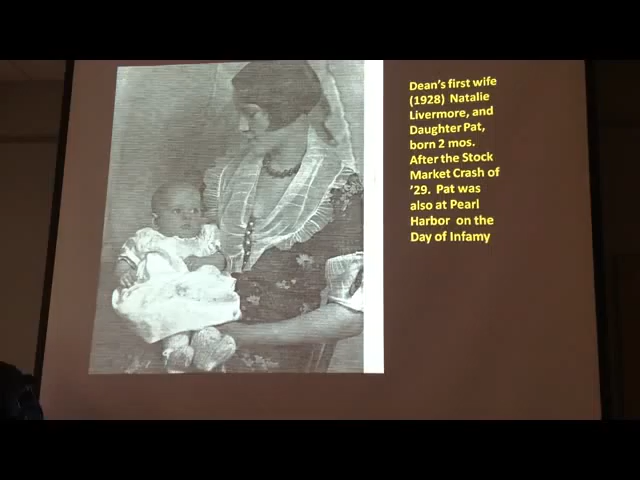 Dean's first wife
(1928) Natalie
Livermore, and
Daughter Pat,
born 2 mos.
After the Stock
Market Crash of
'29. Pat was
also at Pearl
Harbor on the
Day of Infamy